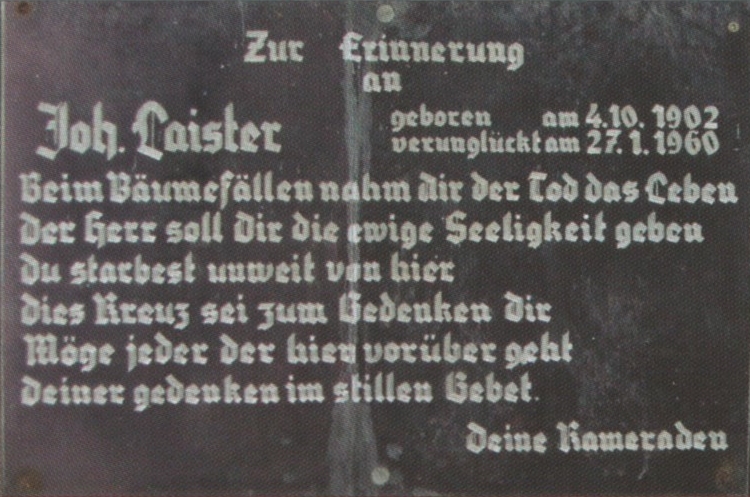 Zur Erinnerung
an
Joh. Laister
geboren am 4.10. 1902
verunglückt am 27. 1. 1960
Beim Bäumefällen nahm dir der Tod das Leben
der Herr soll dir die ewige Seeligkeit geben
du starbest unweit von hier
dies Kreuz sei zum Gedenken dir
Möge jeder der hier vorüber geht
deiner gedenken im stillen Gebet.
deine Kameraden